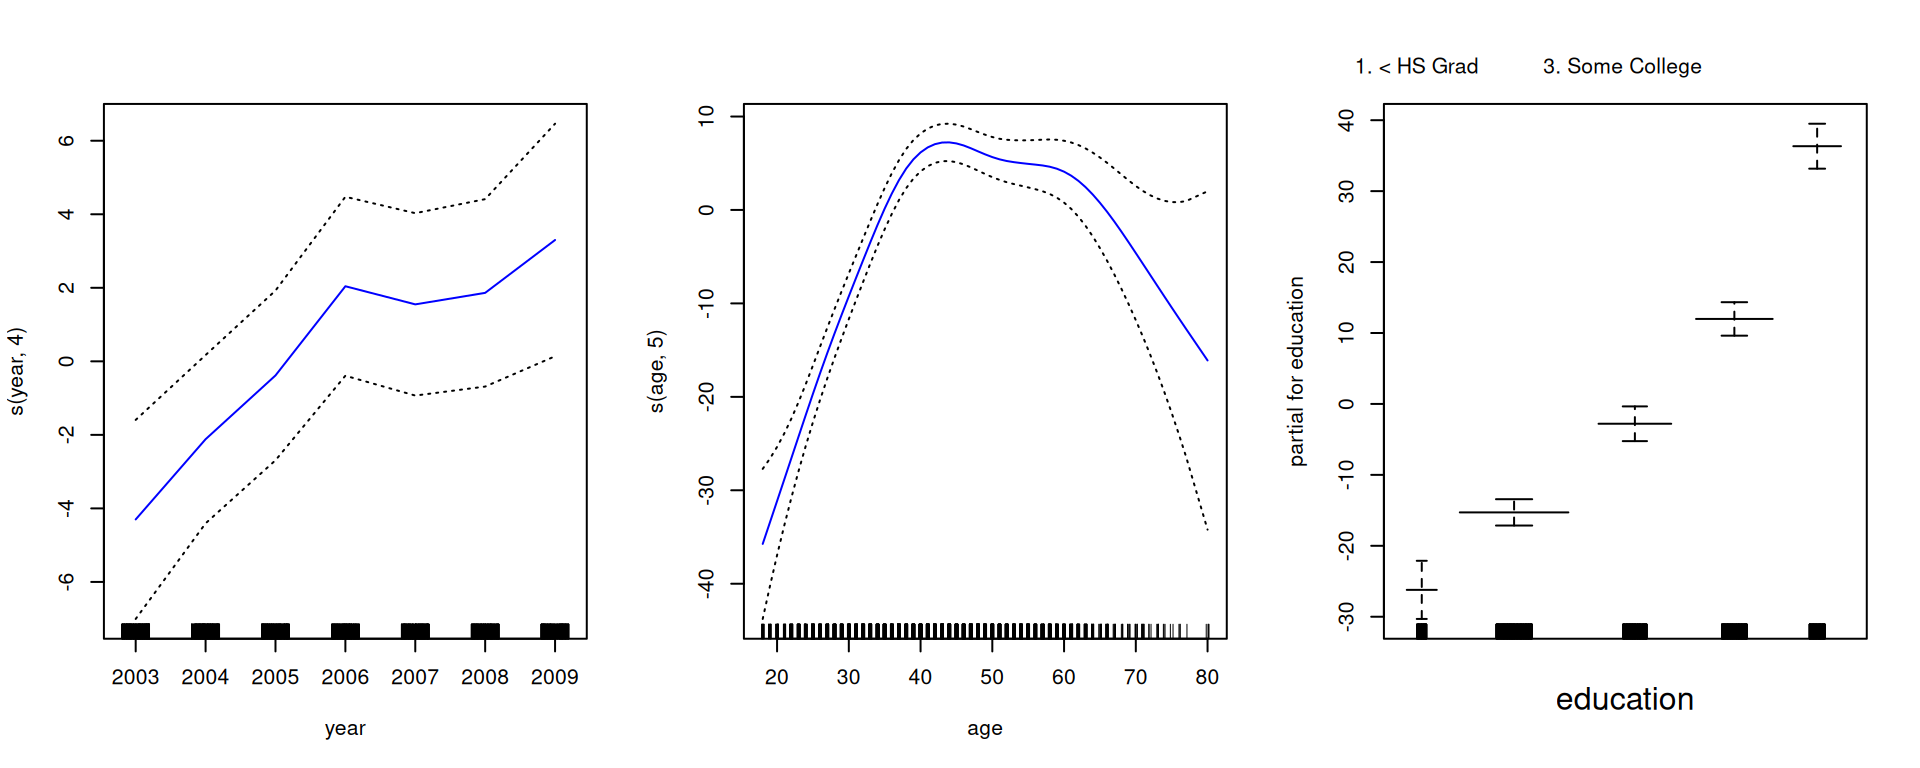 s(year, 4)
6
4
2
0
-2
-4
-6
2003 2004 2005 2006 2007 2008 2009
year
s(age, 5)
10
0
-10
-20
-30
-40
20 30 40 50 60 70 80
age
1. < HS Grad 3. Some College
partial for education
40
30
20
10
0
-10
-20
-30
education